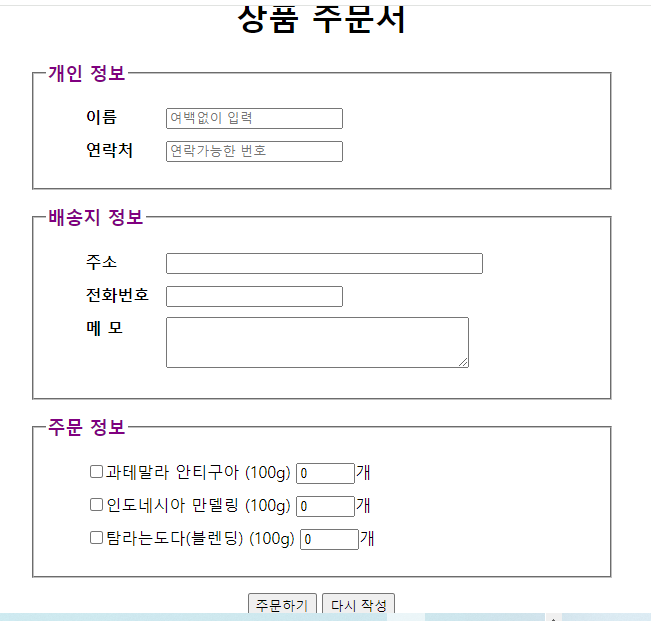 상품 주문서
개인 정보
이름 여백없이 입력
연락처 연락가능한 번호
배송지 정보
주소
전화번호
메 모
주문 정보
과테말라 안티구아 (100g) 0 개
인도네시아 만델링 (100g) 0 개
탐라는도다(블렌딩) (100g) 0 개
주문하기 다시 작성